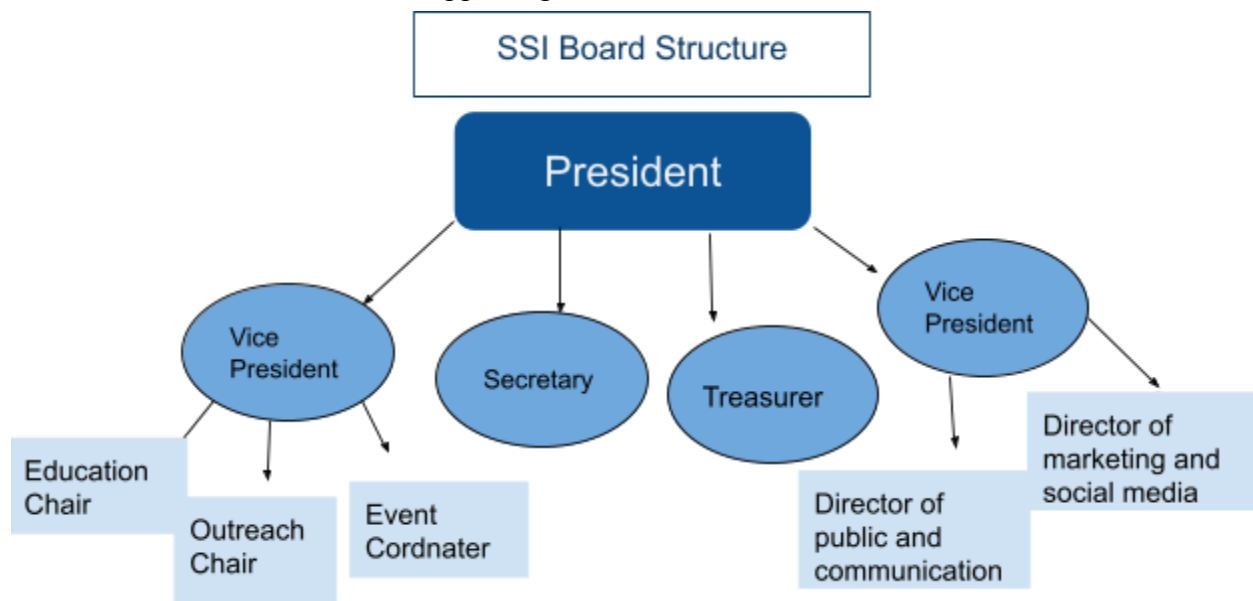 SSI Board Structure
President
Vice
President
Secretary
Treasurer
Vice
President
Education
Chair
Outreach
Chair
Event
Cordnater
Director of
public and
communication
Director of
marketing and
social media